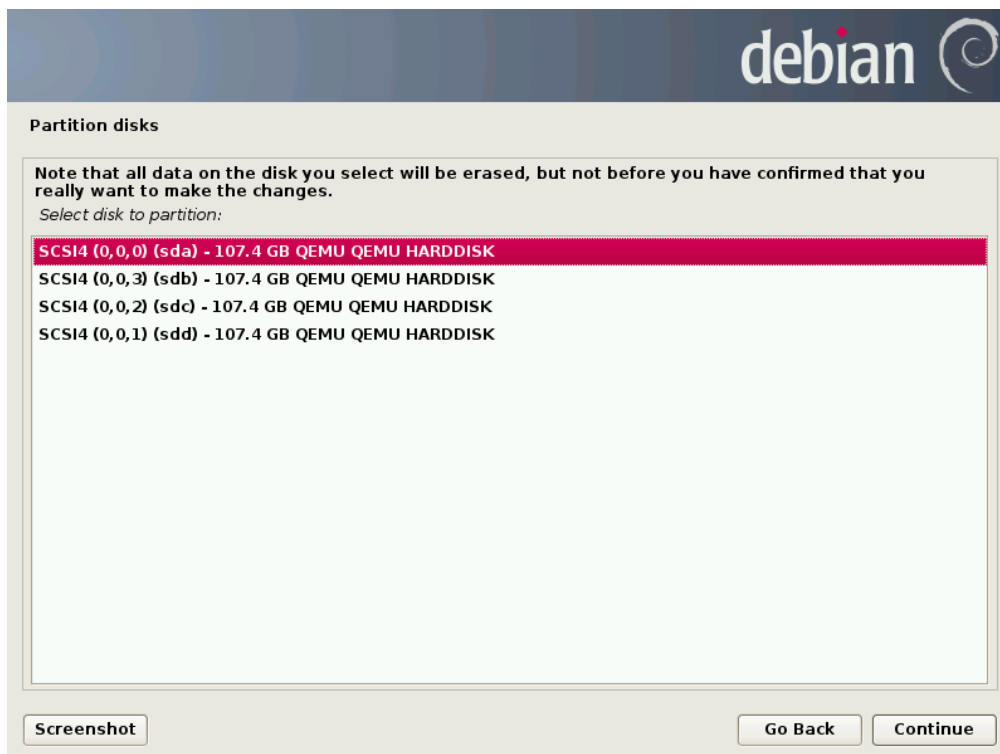 debian
Partition disks
Note that all data on the disk you select will be erased, but not before you have confirmed that you
really want to make the changes.
Select disk to partition:
SCSI4 (0,0,0) (sda) - 107.4 GB QEMU QEMU HARDDISK
SCSI4 (0,0,3) (sdb) - 107.4 GB QEMU QEMU HARDDISK
SCSI4 (0,0,2) (sdc) - 107.4 GB QEMU QEMU HARDDISK
SCSI4 (0,0,1) (sdd) - 107.4 GB QEMU QEMU HARDDISK
Screenshot
Go Back
Continue